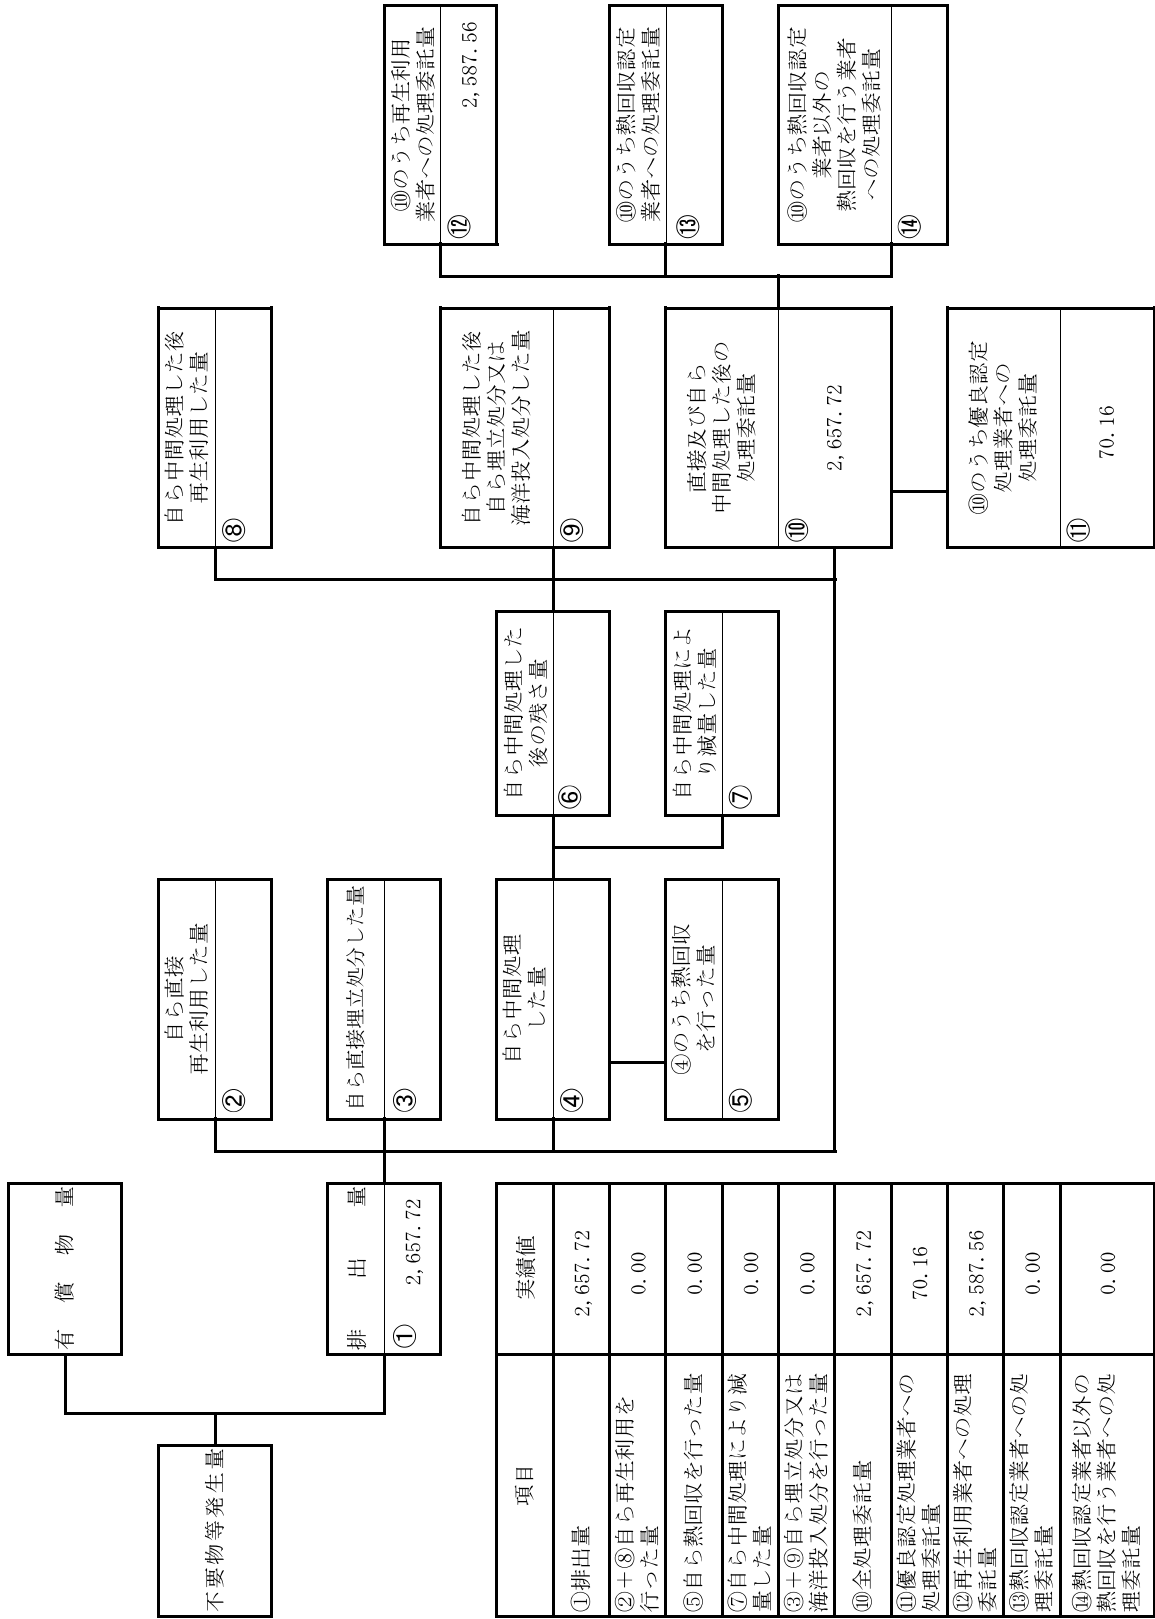 不要物等発生量
有償物量
排出量
① 2,657.72
自ら直接
再生利用した量
②
自ら直接埋立処分した量
③
自ら中間処理
した量
④
④のうち熱回収
を行った量
⑤
自ら中間処理した
後の残さ量
⑥
自ら中間処理によ
り減量した量
⑦
自ら中間処理した後
再生利用した量
⑧
自ら中間処理した後
自ら埋立処分又は
海洋投入処分した量
⑨
直接及び自ら
中間処理した後の
処理委託量
⑩
2,657.72
⑩のうち優良認定
処理業者への
処理委託量
⑪
70.16
⑩のうち再生利用
業者への処理委託量
⑫
2,587.56
⑩のうち熱回収認定
業者への処理委託量
⑬
⑩のうち熱回収認定
業者以外の
熱回収を行う業者
への処理委託量
⑭
項目 実績値
①排出量 2,657.72
②+⑧自ら再生利用を
行った量 0.00
⑤自ら熱回収を行った量 0.00
⑦自ら中間処理により減
量した量 0.00
③+⑨自ら埋立処分又は
海洋投入処分を行った量 0.00
⑩全処理委託量 2,657.72
⑪優良認定処理業者への
処理委託量 70.16
⑫再生利用業者への処理
委託量 2,587.56
⑬熱回収認定業者への処
理委託量 0.00
⑭熱回収認定業者以外の
熱回収を行う業者への処
理委託量 0.00